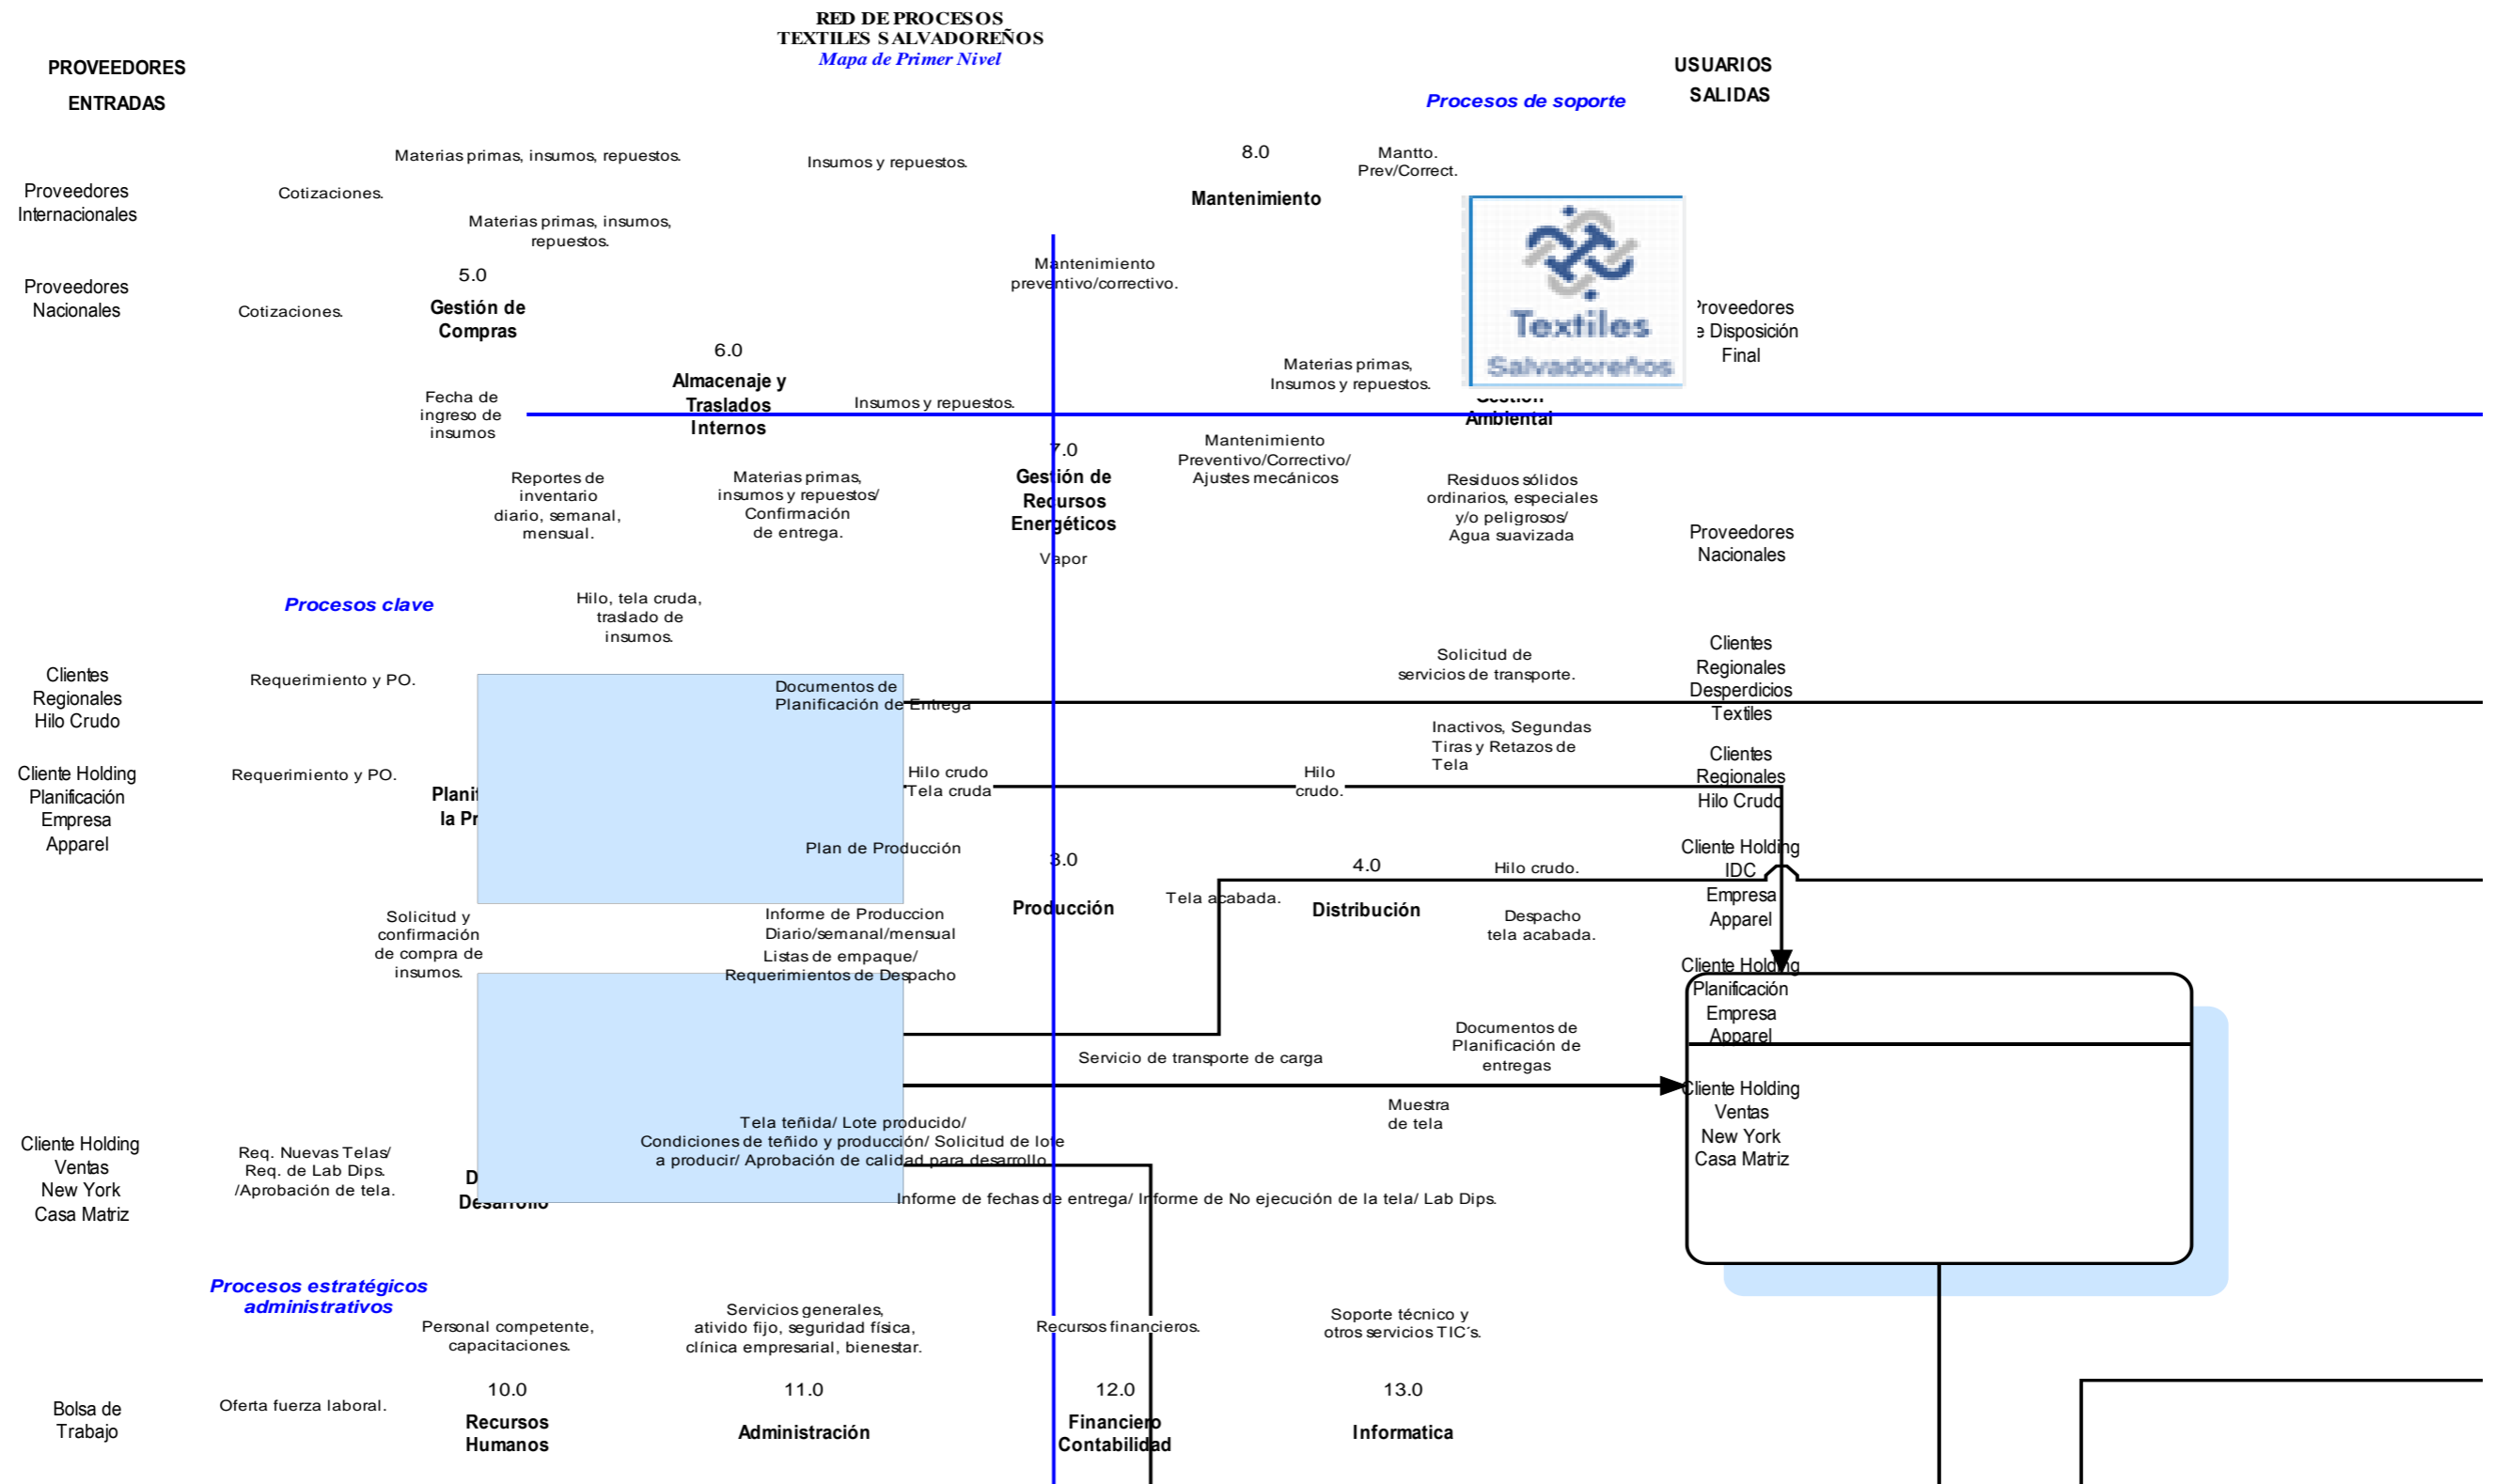 RED DE PROCESOS
TEXTILES SALVADOREÑOS
Mapa de Primer Nivel
PROVEEDORES
ENTRADAS
USUARIOS
SALIDAS
Procesos de soporte
Materias primas, insumos, repuestos.
Insumos y repuestos.
8.0
Mantenimiento
Mantto.
Prev/Correct.
Proveedores
Internacionales
Cotizaciones.
Materias primas, insumos,
repuestos.
Mantenimiento
preventivo/correctivo.
Textiles
Salvadoreños
Proveedores
Nacionales
Cotizaciones.
5.0
Gestión de
Compras
Proveedores
Disposición
Final
6.0
Almacenaje y
Traslados
Internos
Materias primas,
Insumos y repuestos.
Fecha de
ingreso de
insumos
Insumos y repuestos.
Gestión
Ambiental
7.0
Gestión de
Recursos
Energéticos
Vapor
Mantenimiento
Preventivo/Correctivo/
Ajustes mecánicos
Reportes de
inventario
diario, semanal,
mensual.
Materias primas,
insumos y repuestos/
Confirmación
de entrega.
Residuos sólidos
ordinarios, especiales
y/o peligrosos/
Agua suavizada
Proveedores
Nacionales
Procesos clave
Hilo, tela cruda,
traslado de
insumos.
Clientes
Regionales
Hilo Crudo
Requerimiento y PO.
Documentos de
Planificación de Entrega
Solicitud de
servicios de transporte.
Clientes
Regionales
Desperdicios
Textiles
Inactivos, Segundas
Tiras y Retazos de
Tela
Cliente Holding
Planificación
Empresa
Apparel
Requerimiento y PO.
Planif
la Pr
Hilo crudo
Tela cruda
Hilo
crudo.
Clientes
Regionales
Hilo Crudo
Plan de Producción
3.0
Producción
4.0
Distribución
Hilo crudo.
Cliente Holding
IDC
Empresa
Apparel
Tela acabada.
Despacho
tela acabada.
Solicitud y
confirmación
de compra de
insumos.
Informe de Produccion
Diario/semanal/mensual
Listas de empaque/
Requerimientos de Despacho
Cliente Holding
Planificación
Empresa
Apparel
Documentos de
Planificación de
entregas
Servicio de transporte de carga
Cliente Holding
Ventas
New York
Casa Matriz
Muestra
de tela
Cliente Holding
Ventas
New York
Casa Matriz
Req. Nuevas Telas/
Req. de Lab Dips.
/Aprobación de tela.
D
Desarrollo
Tela teñida/ Lote producido/
Condiciones de teñido y producción/ Solicitud de lote
a producir/ Aprobación de calidad para desarrollo
Informe de fechas de entrega/ Informe de No ejecución de la tela/ Lab Dips.
Procesos estratégicos
administrativos
Personal competente,
capacitaciones.
Servicios generales,
ativido fijo, seguridad física,
clínica empresarial, bienestar.
Recursos financieros.
Soporte técnico y
otros servicios TIC´s.
Bolsa de
Trabajo
Oferta fuerza laboral.
10.0
Recursos
Humanos
11.0
Administración
12.0
Financiero
Contabilidad
13.0
Informatica